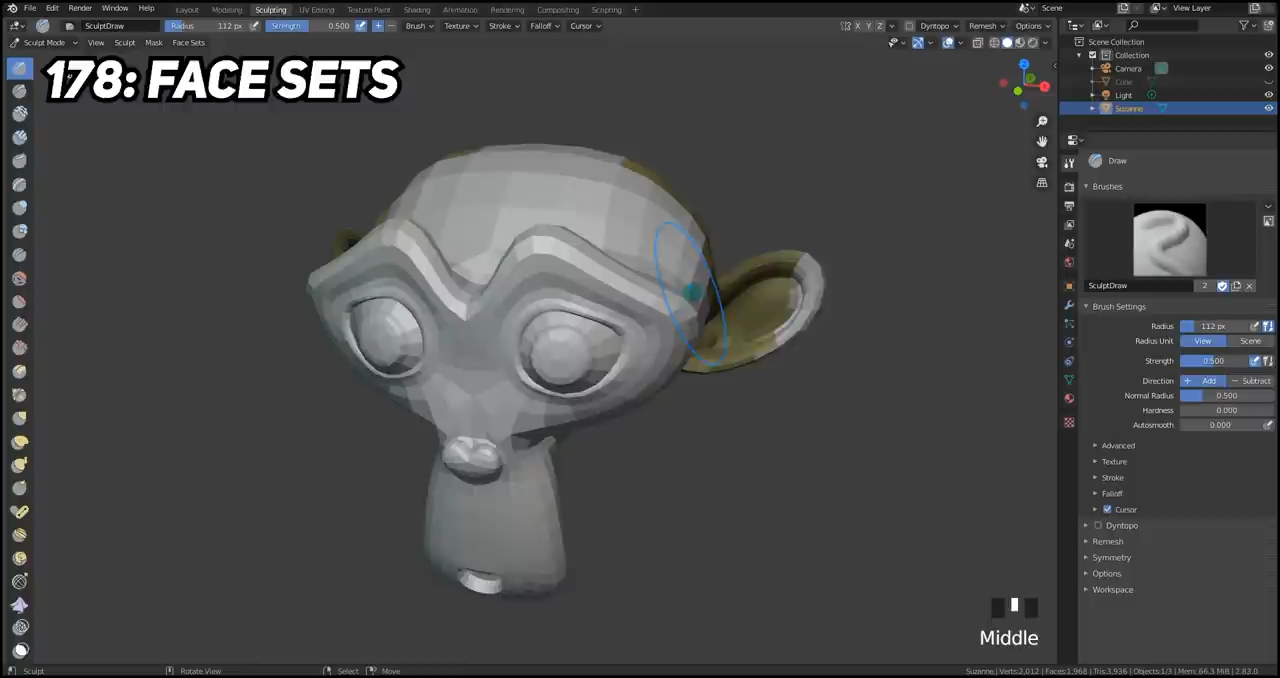 File Edit Render Window Help Layout Modeling Sculpting UV Editing Texture Paint Shading Animation Rendering Compositing Scripting + Scene View Layer
SculptDraw Radius 112 px Strength 0.500 Brush Texture Stroke Falloff Cursor X Y Z Dyntopo Remesh Options
Sculpt Mode View Sculpt Mask Face Sets
178: FACE SETS
Scene Collection
Collection
Camera
Cube
Light
Suzanne
Draw
Brushes
SculptDraw 2
Brush Settings
Radius 112 px
Radius Unit View Scene
Strength 0.500
Direction + Add − Subtract
Normal Radius 0.500
Hardness 0.000
Autosmooth 0.000
Advanced
Texture
Stroke
Falloff
Cursor
Dyntopo
Remesh
Symmetry
Options
Workspace
Middle
Sculpt Rotate View Select Move Suzanne | Verts:2,012 | Faces:1,968 | Tris:3,936 | Objects:1/3 | Mem: 66.3 MiB | 2.83.0